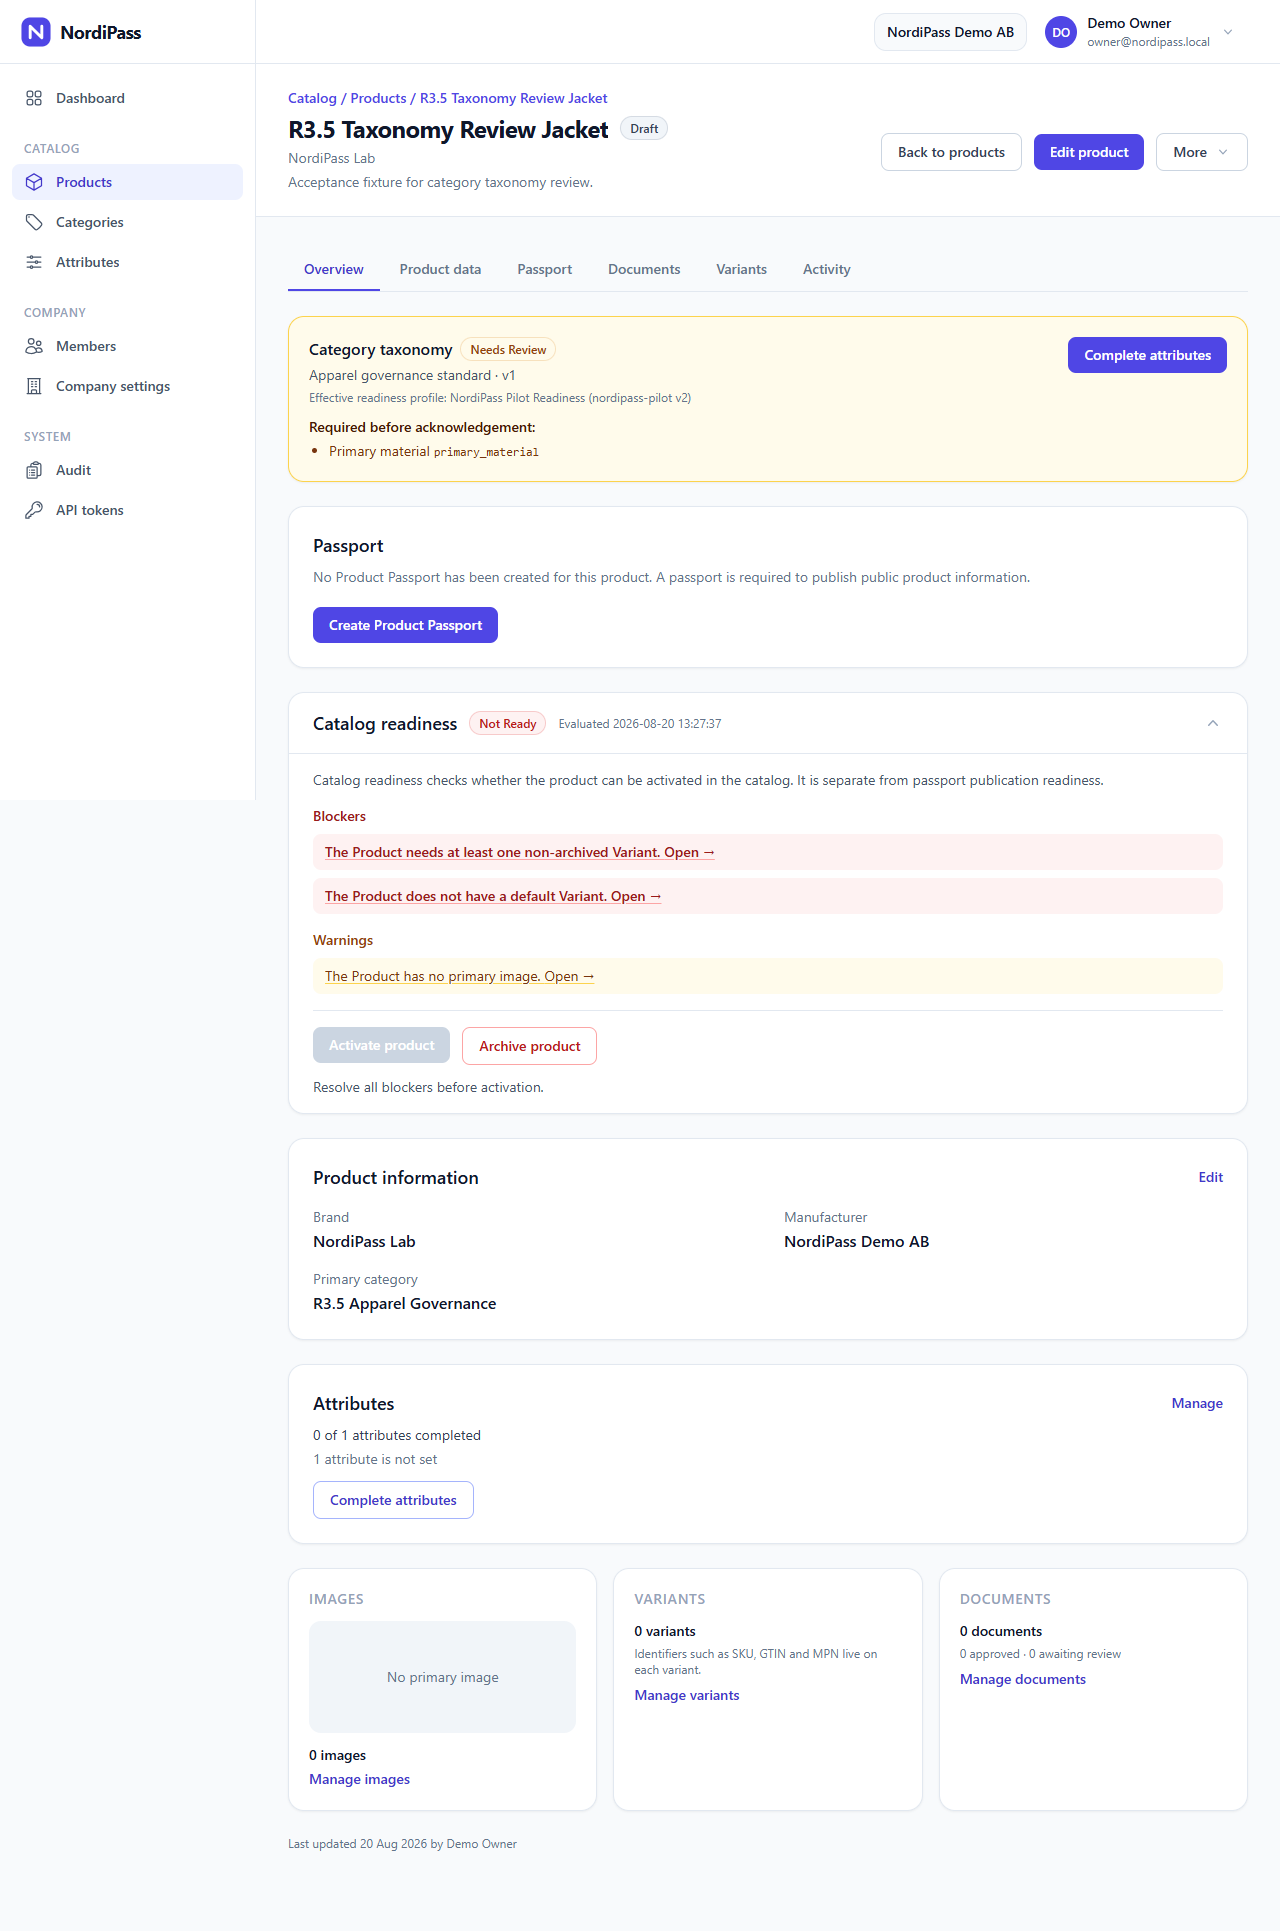 NordiPass
NordiPass Demo AB
DO
Demo Owner
owner@nordipass.local
Dashboard
CATALOG
Products
Categories
Attributes
COMPANY
Members
Company settings
SYSTEM
Audit
API tokens
Catalog / Products / R3.5 Taxonomy Review Jacket
R3.5 Taxonomy Review Jacket Draft
NordiPass Lab
Acceptance fixture for category taxonomy review.
Back to products
Edit product
More
Overview
Product data
Passport
Documents
Variants
Activity
Category taxonomy Needs Review
Apparel governance standard · v1
Effective readiness profile: NordiPass Pilot Readiness (nordipass-pilot v2)
Required before acknowledgement:
• Primary material primary_material
Complete attributes
Passport
No Product Passport has been created for this product. A passport is required to publish public product information.
Create Product Passport
Catalog readiness Not Ready Evaluated 2026-08-20 13:27:37
Catalog readiness checks whether the product can be activated in the catalog. It is separate from passport publication readiness.
Blockers
The Product needs at least one non-archived Variant. Open →
The Product does not have a default Variant. Open →
Warnings
The Product has no primary image. Open →
Activate product
Archive product
Resolve all blockers before activation.
Product information
Edit
Brand
NordiPass Lab
Manufacturer
NordiPass Demo AB
Primary category
R3.5 Apparel Governance
Attributes
Manage
0 of 1 attributes completed
1 attribute is not set
Complete attributes
IMAGES
No primary image
0 images
Manage images
VARIANTS
0 variants
Identifiers such as SKU, GTIN and MPN live on
each variant.
Manage variants
DOCUMENTS
0 documents
0 approved · 0 awaiting review
Manage documents
Last updated 20 Aug 2026 by Demo Owner